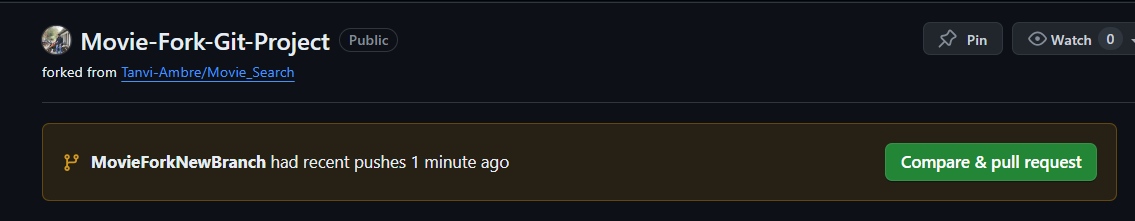 Movie-Fork-Git-Project Public Pin Watch 0
forked from Tanvi-Ambre/Movie_Search
MovieForkNewBranch had recent pushes 1 minute ago Compare & pull request